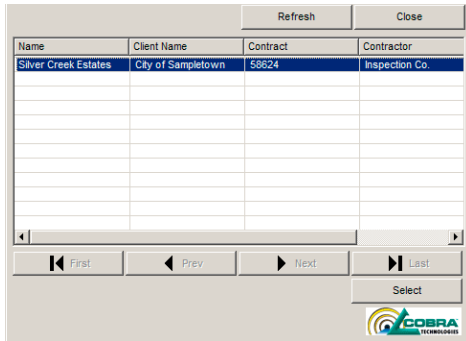 Refresh Close
Name Client Name Contract Contractor
Silver Creek Estates City of Sampletown 58624 Inspection Co.
First Prev Next Last
Select
COBRA
TECHNOLOGIES